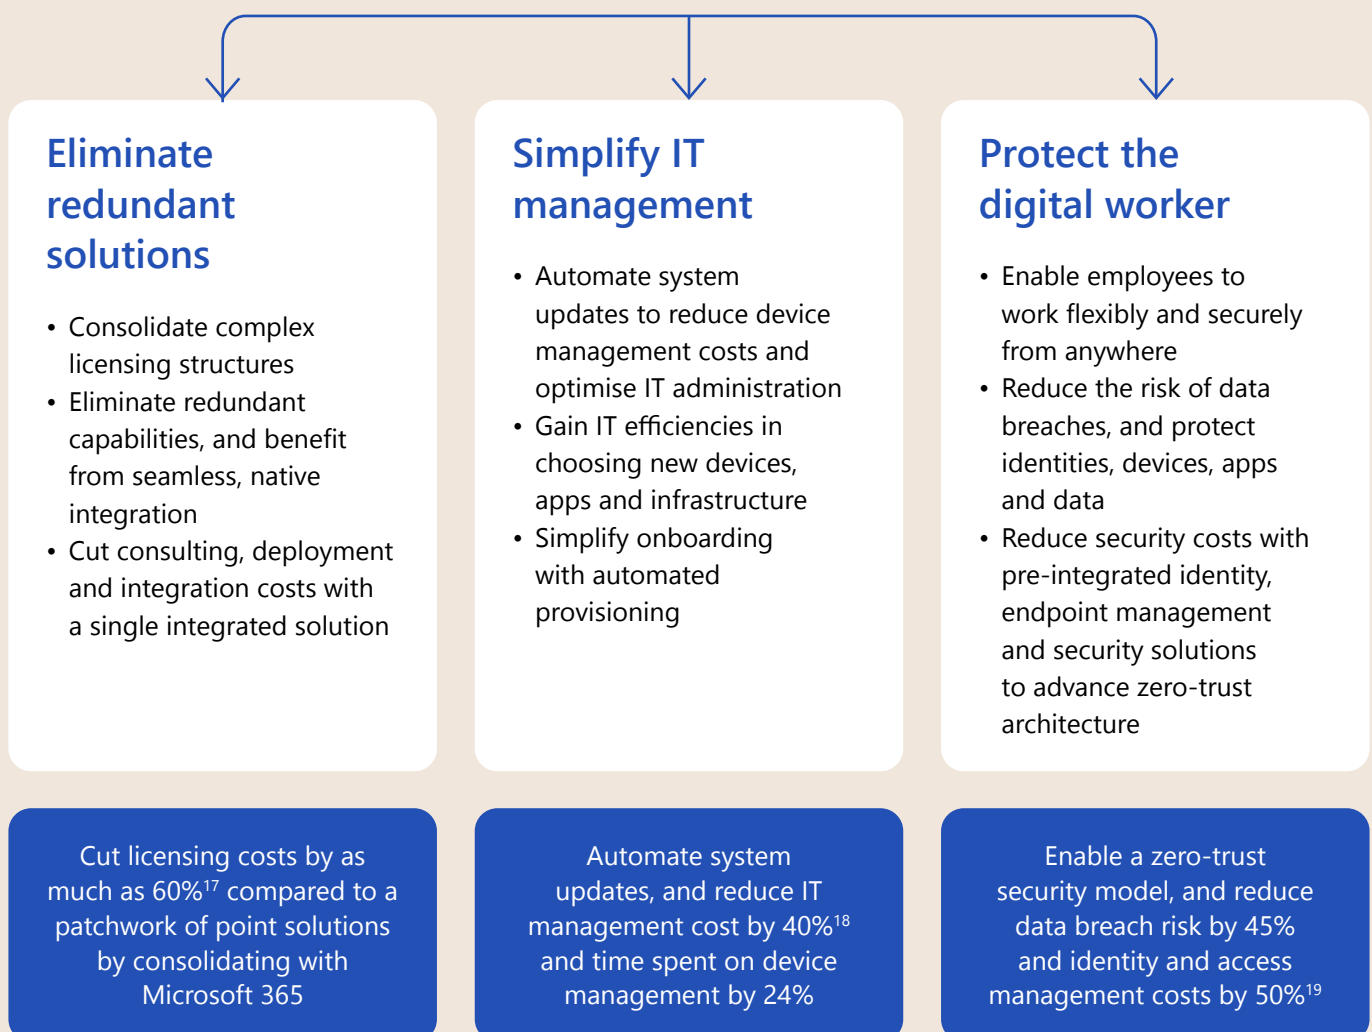 Eliminate
redundant
solutions
• Consolidate complex
licensing structures
• Eliminate redundant
capabilities, and benefit
from seamless, native
integration
• Cut consulting, deployment
and integration costs with
a single integrated solution
Cut licensing costs by as
much as 60%¹⁷ compared to a
patchwork of point solutions
by consolidating with
Microsoft 365
Simplify IT
management
• Automate system
updates to reduce device
management costs and
optimise IT administration
• Gain IT efficiencies in
choosing new devices,
apps and infrastructure
• Simplify onboarding
with automated
provisioning
Automate system
updates, and reduce IT
management cost by 40%¹⁸
and time spent on device
management by 24%
Protect the
digital worker
• Enable employees to
work flexibly and securely
from anywhere
• Reduce the risk of data
breaches, and protect
identities, devices, apps
and data
• Reduce security costs with
pre-integrated identity,
endpoint management
and security solutions
to advance zero-trust
architecture
Enable a zero-trust
security model, and reduce
data breach risk by 45%
and identity and access
management costs by 50%¹⁹